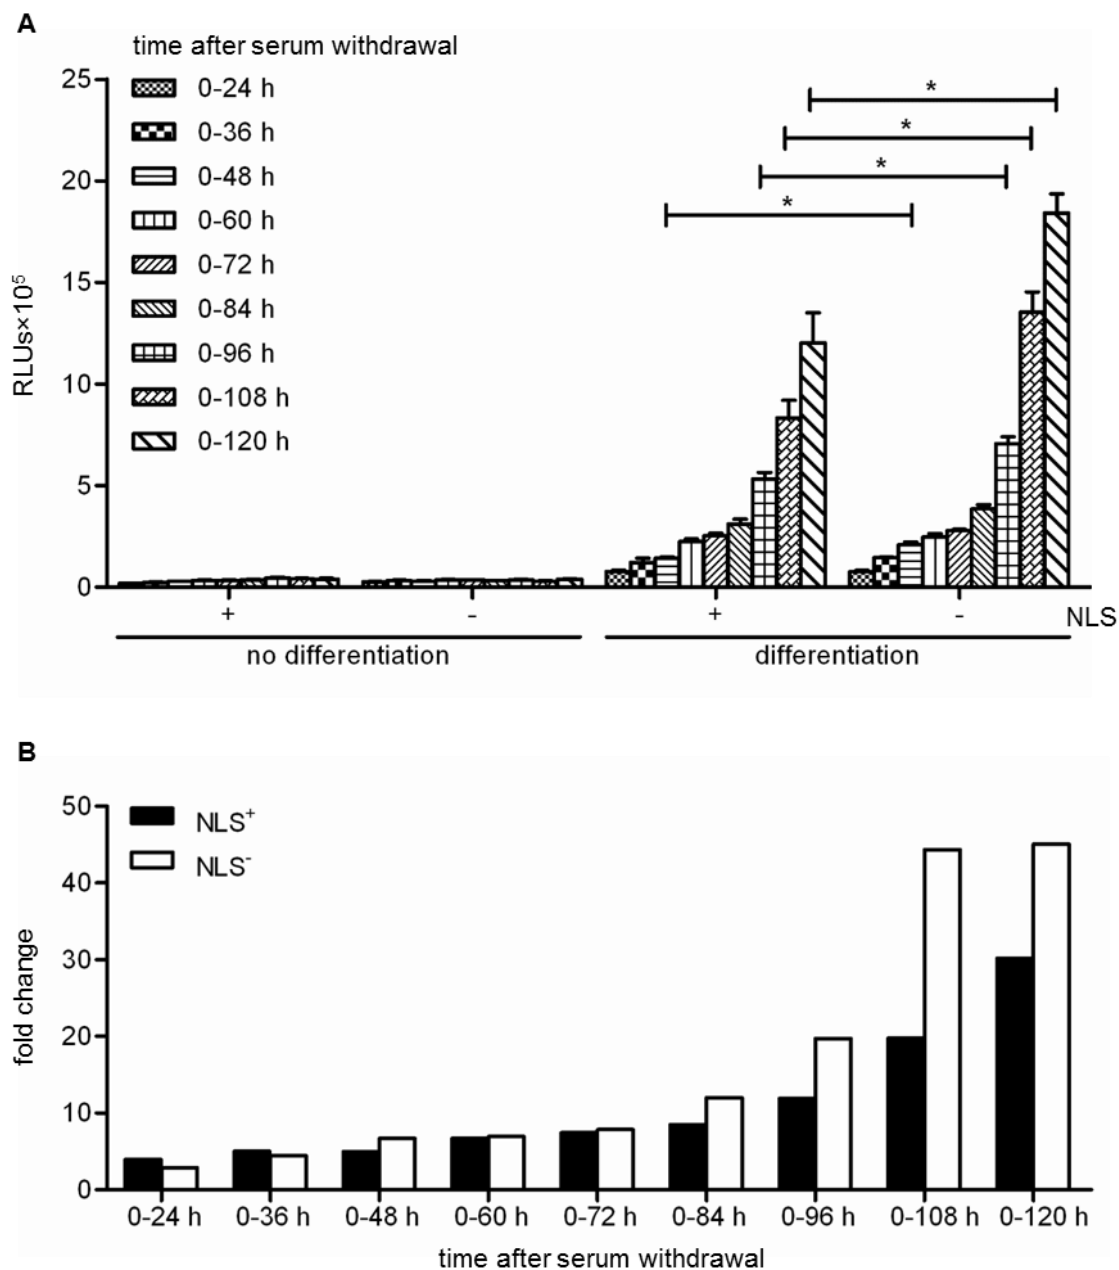 A
time after serum withdrawal
25
20
15
10
5
0
RLUs×10⁵
0-24 h
0-36 h
0-48 h
0-60 h
0-72 h
0-84 h
0-96 h
0-108 h
0-120 h
*
*
*
*
+ - + - NLS
no differentiation differentiation
B
50
40
30
20
10
0
fold change
NLS⁺
NLS⁻
0-24 h 0-36 h 0-48 h 0-60 h 0-72 h 0-84 h 0-96 h 0-108 h 0-120 h
time after serum withdrawal